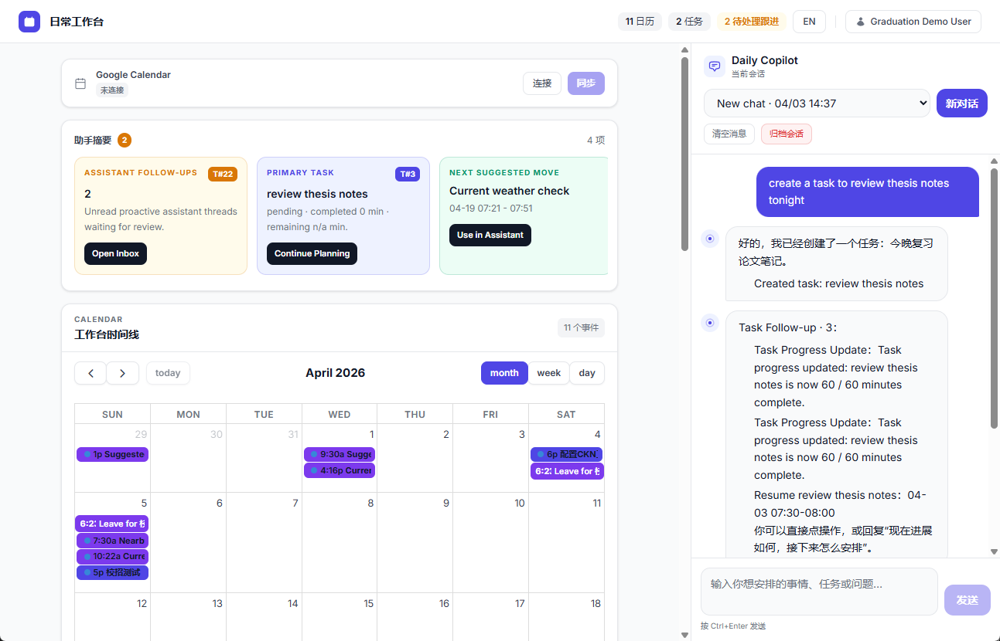 日常工作台
11 日历
2 任务
2 待处理跟进
EN
Graduation Demo User
Google Calendar
未连接
连接
同步
助手摘要 2
4 项
ASSISTANT FOLLOW-UPS
T#22
2
Unread proactive assistant threads
waiting for review.
Open Inbox
PRIMARY TASK
T#3
review thesis notes
pending · completed 0 min ·
remaining n/a min.
Continue Planning
NEXT SUGGESTED MOVE
Current weather check
04-19 07:21 - 07:51
Use in Assistant
CALENDAR
工作台时间线
11 个事件
today
April 2026
month
week
day
SUN MON TUE WED THU FRI SAT
29 30 31 1 2 3 4
1p Suggeste
9:30a Sugge
4:16p Currer
6p 配置CKN
Leave for
5 6 7 8 9 10 11
Leave for
7:30a Nearb
10:22a Curre
5p 校招测试
12 13 14 15 16 17 18
Daily Copilot
当前会话
New chat · 04/03 14:37
新对话
清空消息
归档会话
create a task to review thesis notes
tonight
好的，我已经创建了一个任务：今晚复习
论文笔记。
Created task: review thesis notes
Task Follow-up · 3：
Task Progress Update：Task
progress updated: review thesis
notes is now 60 / 60 minutes
complete.
Task Progress Update：Task
progress updated: review thesis
notes is now 60 / 60 minutes
complete.
Resume review thesis notes：04-
03 07:30-08:00
你可以直接点操作，或回复“现在进展
如何，接下来怎么安排”。
输入你想安排的事情、任务或问题...
发送
按 Ctrl+Enter 发送